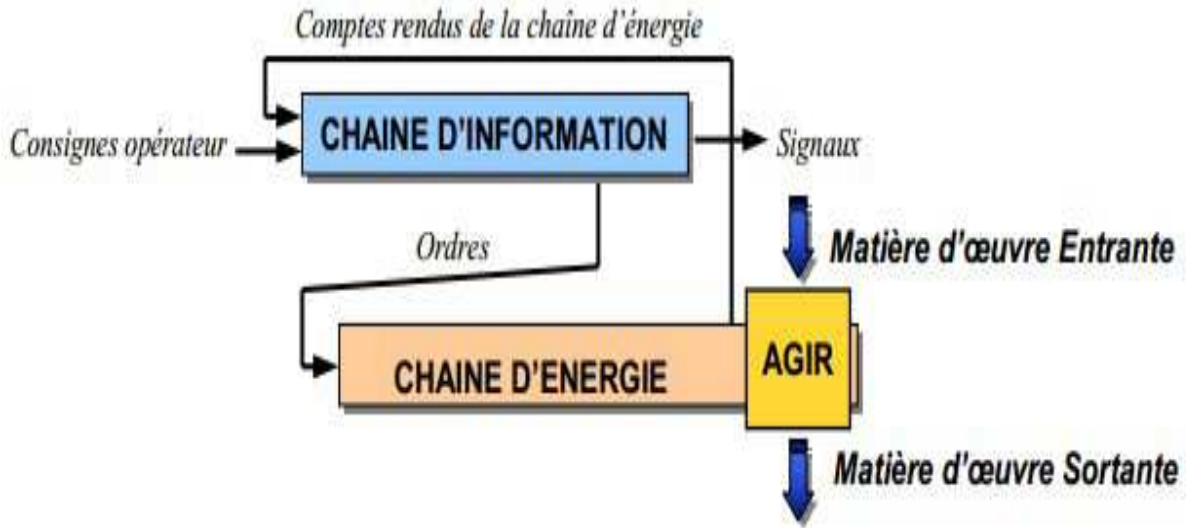 Comptes rendus de la chaîne d'énergie
CHAINE D'INFORMATION
Consignes opérateur
Signaux
Ordres
Matière d'œuvre Entrante
AGIR
CHAINE D'ENERGIE
Matière d'œuvre Sortante